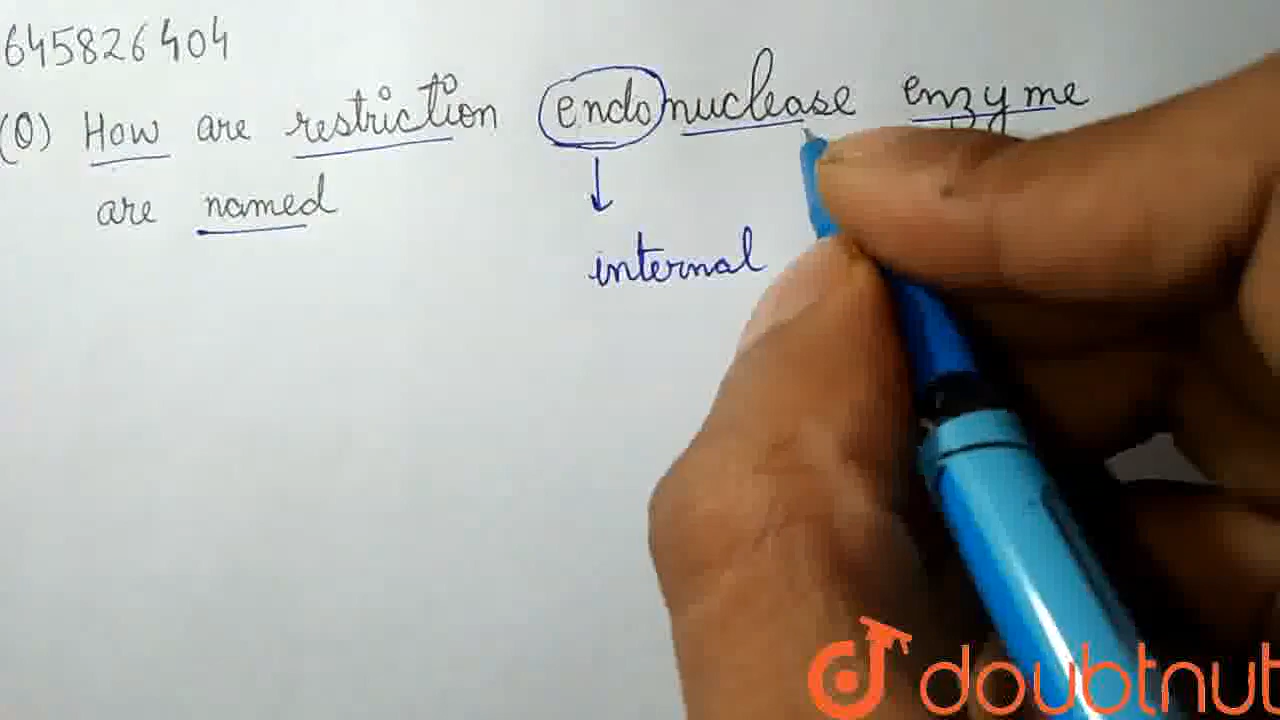 645826404
(Q) How are restriction endonuclease enzyme
are named
internal
doubtnut